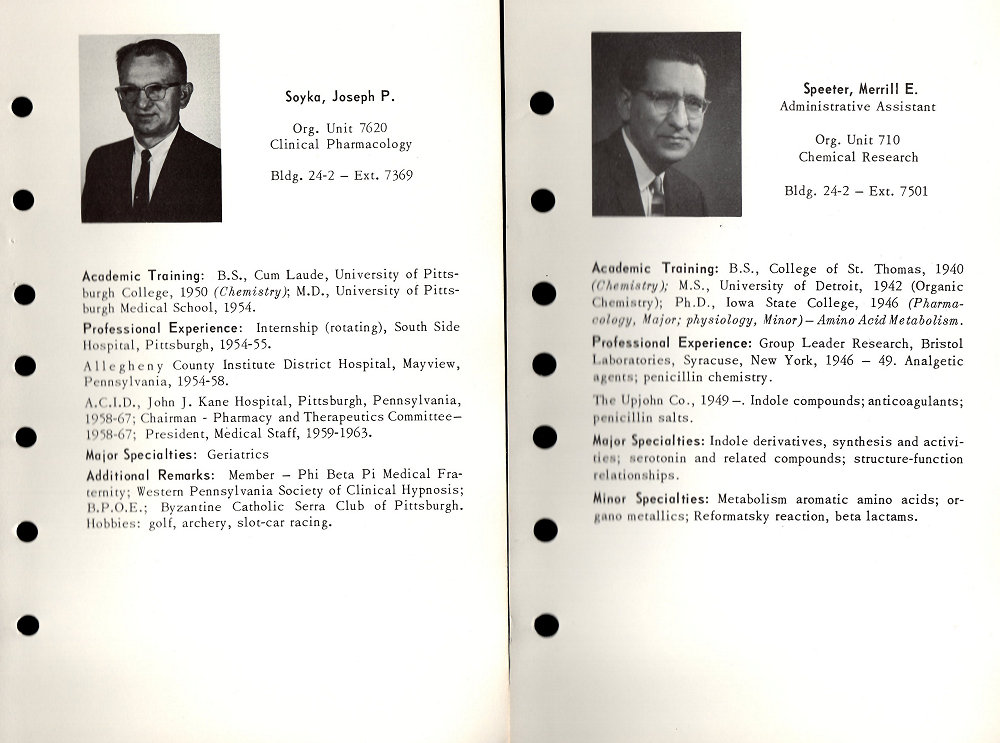 Soyka, Joseph P.
Org. Unit 7620
Clinical Pharmacology
Bldg. 24-2 – Ext. 7369
Academic Training: B.S., Cum Laude, University of Pitts-
burgh College, 1950 (Chemistry); M.D., University of Pitts-
burgh Medical School, 1954.
Professional Experience: Internship (rotating), South Side
Hospital, Pittsburgh, 1954-55.
Allegheny County Institute District Hospital, Mayview,
Pennsylvania, 1954-58.
A.C.I.D., John J. Kane Hospital, Pittsburgh, Pennsylvania,
1958-67; Chairman - Pharmacy and Therapeutics Committee–
1958-67; President, Medical Staff, 1959-1963.
Major Specialties: Geriatrics
Additional Remarks: Member – Phi Beta Pi Medical Fra-
ternity; Western Pennsylvania Society of Clinical Hypnosis;
B.P.O.E.; Byzantine Catholic Serra Club of Pittsburgh.
Hobbies: golf, archery, slot-car racing.
Speeter, Merrill E.
Administrative Assistant
Org. Unit 710
Chemical Research
Bldg. 24-2 – Ext. 7501
Academic Training: B.S., College of St. Thomas, 1940
(Chemistry); M.S., University of Detroit, 1942 (Organic
Chemistry); Ph.D., Iowa State College, 1946 (Pharma-
cology, Major; physiology, Minor) – Amino Acid Metabolism.
Professional Experience: Group Leader Research, Bristol
Laboratories, Syracuse, New York, 1946 – 49. Analgetic
agents; penicillin chemistry.
The Upjohn Co., 1949 –. Indole compounds; anticoagulants;
penicillin salts.
Major Specialties: Indole derivatives, synthesis and activi-
ties; serotonin and related compounds; structure-function
relationships.
Minor Specialties: Metabolism aromatic amino acids; or-
gano metallics; Reformatsky reaction, beta lactams.